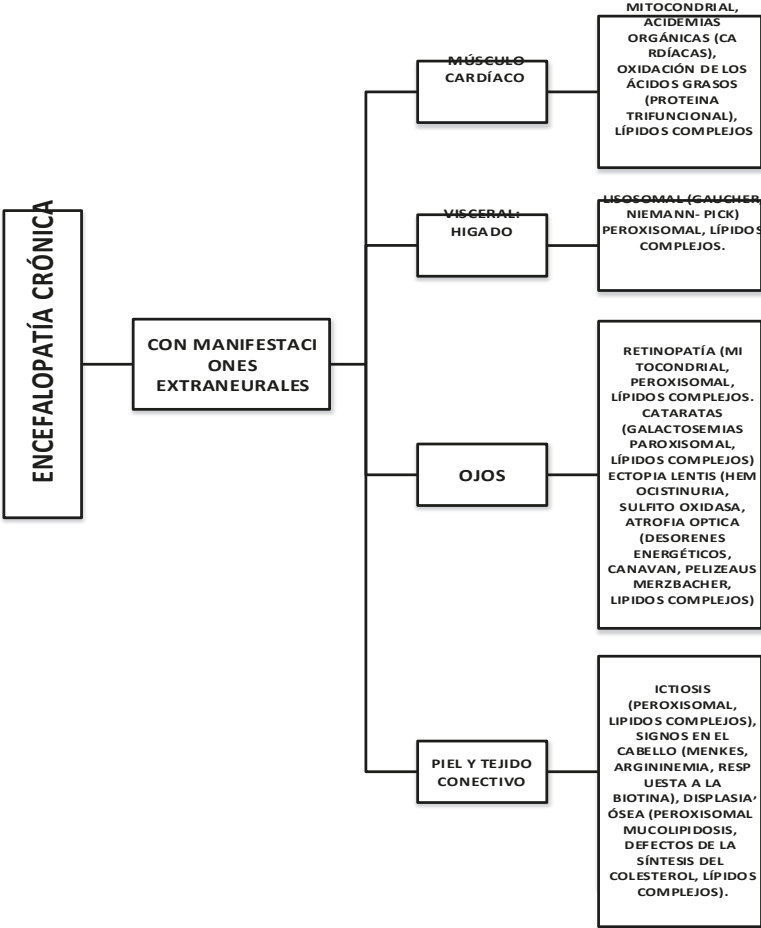 ENCEFALOPATÍA CRÓNICA
CON MANIFESTACI
ONES
EXTRANEURALES
MÚSCULO
CARDÍACO
MITOCONDRIAL,
ACIDEMIAS
ORGÁNICAS (CA
RDÍACAS),
OXIDACIÓN DE LOS
ÁCIDOS GRASOS
(PROTEINA
TRIFUNCIONAL),
LÍPIDOS COMPLEJOS
VISCERAL:
HIGADO
LISOSOMAL (GAUCHER,
NIEMANN- PICK)
PEROXISOMAL, LÍPIDOS
COMPLEJOS.
OJOS
RETINOPATÍA (MI
TOCONDRIAL,
PEROXISOMAL,
LÍPIDOS COMPLEJOS.
CATARATAS
(GALACTOSEMIAS
PAROXISOMAL,
LÍPIDOS COMPLEJOS)
ECTOPIA LENTIS (HEM
OCISTINURIA,
SULFITO OXIDASA,
ATROFIA OPTICA
(DESORENES
ENERGÉTICOS,
CANAVAN, PELIZEAUS
MERZBACHER,
LIPIDOS COMPLEJOS)
PIEL Y TEJIDO
CONECTIVO
ICTIOSIS
(PEROXISOMAL,
LIPIDOS COMPLEJOS),
SIGNOS EN EL
CABELLO (MENKES,
ARGININEMIA, RESP
UESTA A LA
BIOTINA), DISPLASIA
ÓSEA (PEROXISOMAL
MUCOLIPIDOSIS,
DEFECTOS DE LA
SÍNTESIS DEL
COLESTEROL, LÍPIDOS
COMPLEJOS).